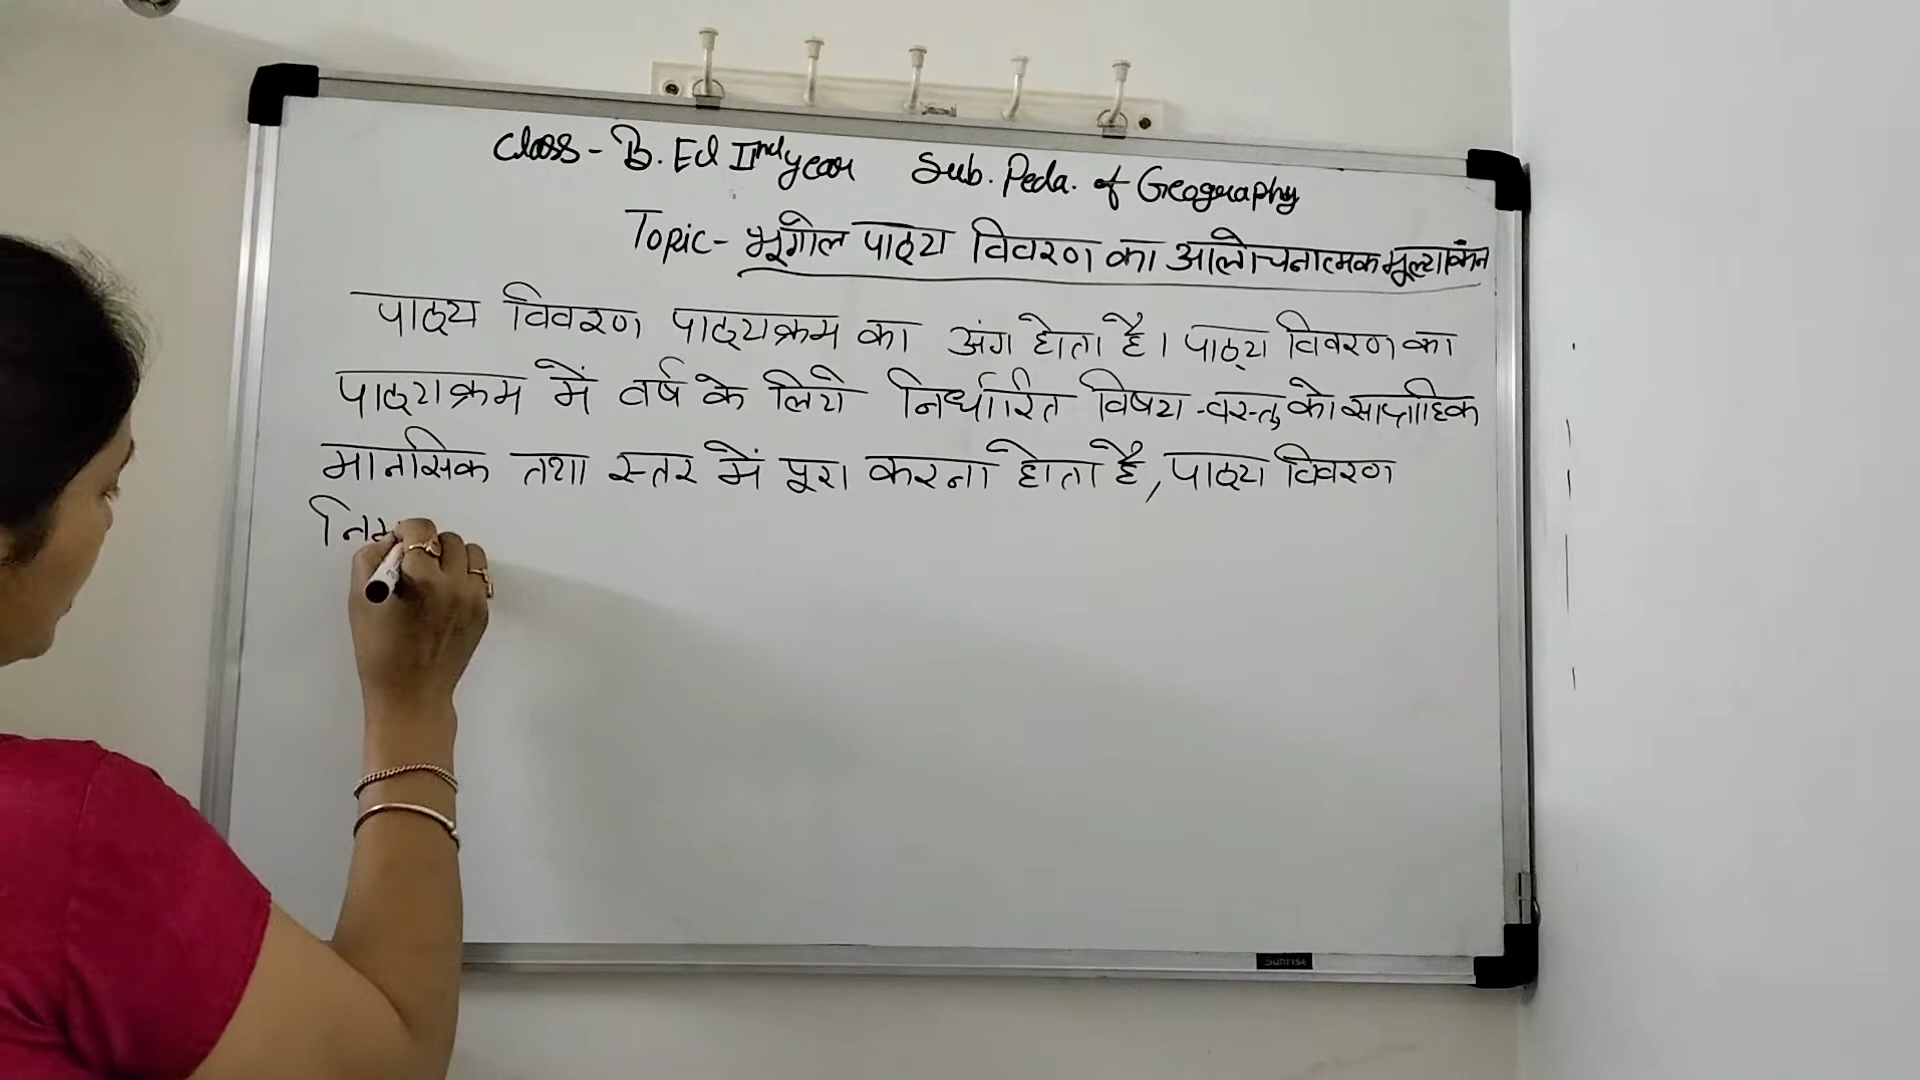 Class - B. Ed IInd year Sub. Peda. of Geography
Topic - भूगोल पाठ्य विवरण का आलोचनात्मक मूल्यांकन
पाठ्य विवरण पाठ्यक्रम का अंग होता है। पाठ्य विवरण का
पाठ्यक्रम में वर्ष के लिये निर्धारित विषय - वस्तु को साप्ताहिक
मानसिक तथा स्तर में पूरा करना होता है, पाठ्य विवरण
Sunrise